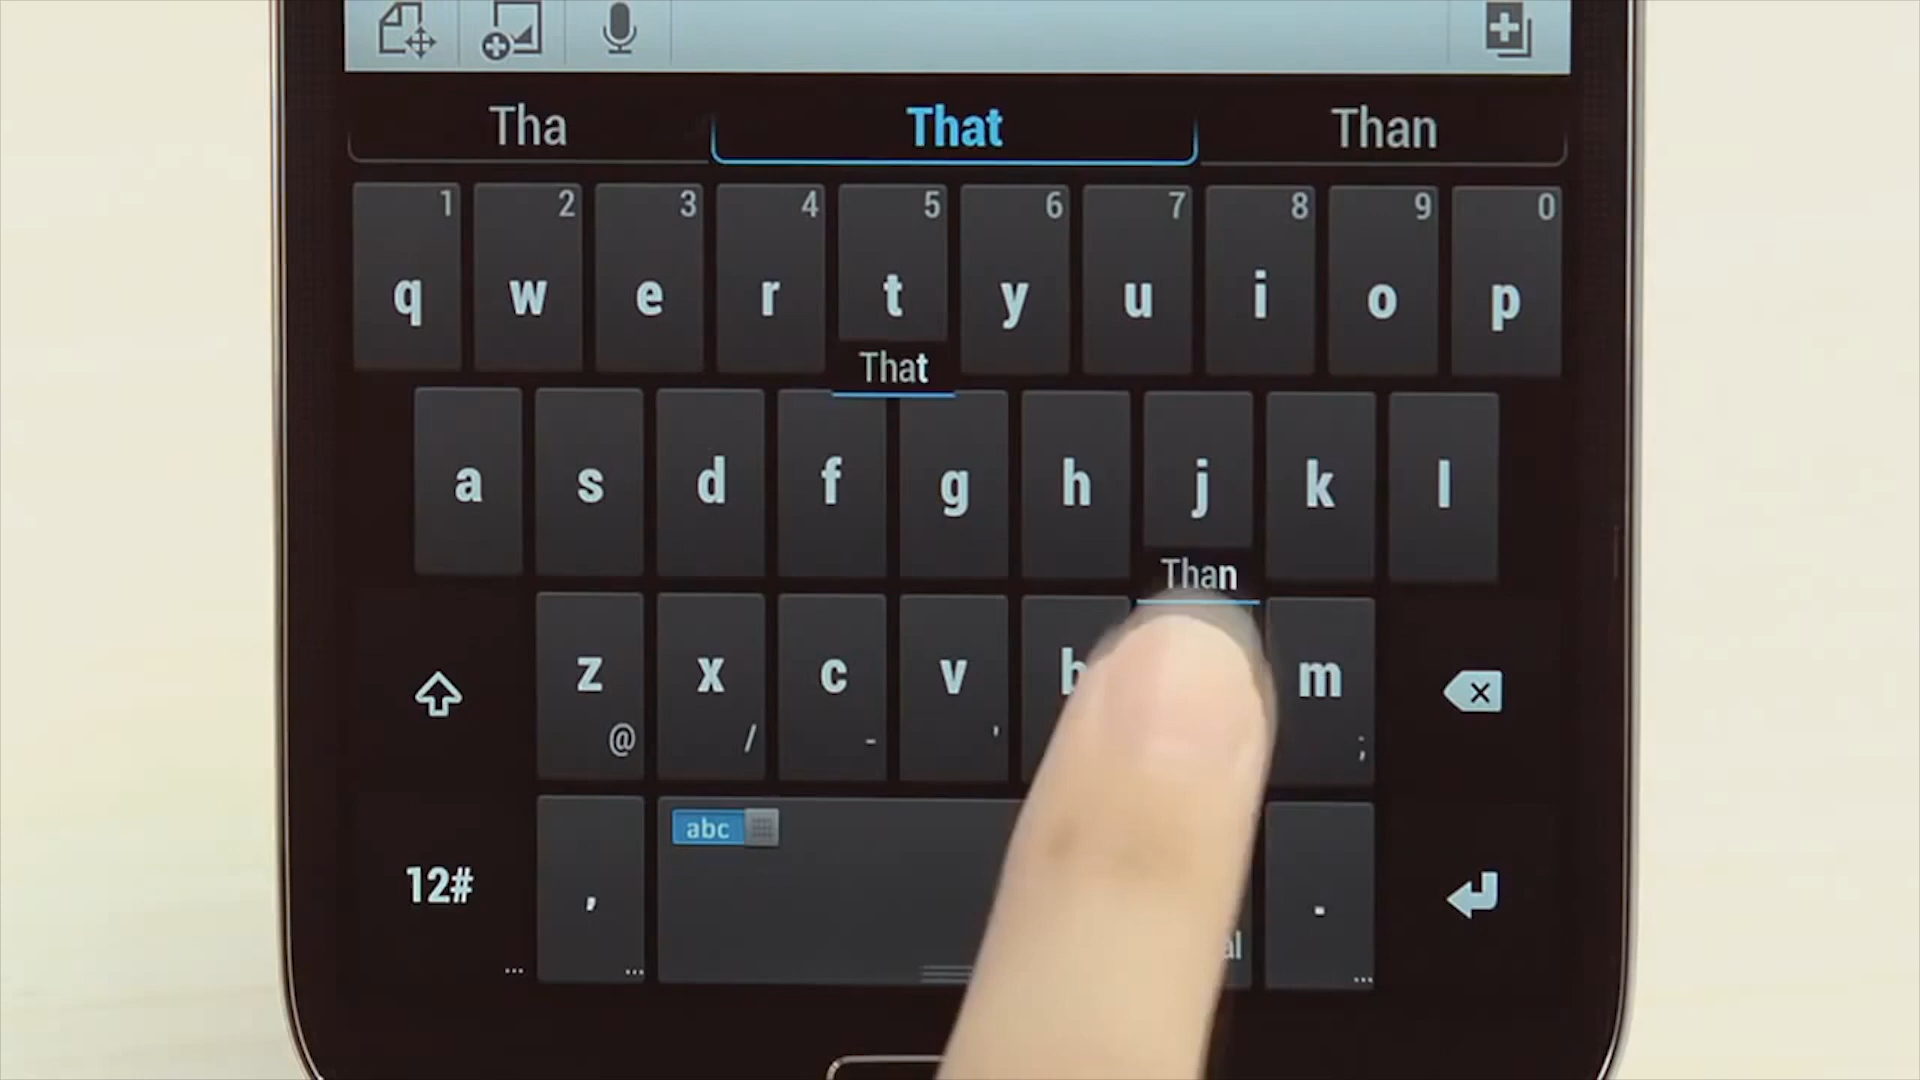 Tha That Than
1 2 3 4 5 6 7 8 9 0
q w e r t y u i o p
That
a s d f g h j k l
Than
z x c v b m
@ / - ' ;
abc
12# , .
... ... ...